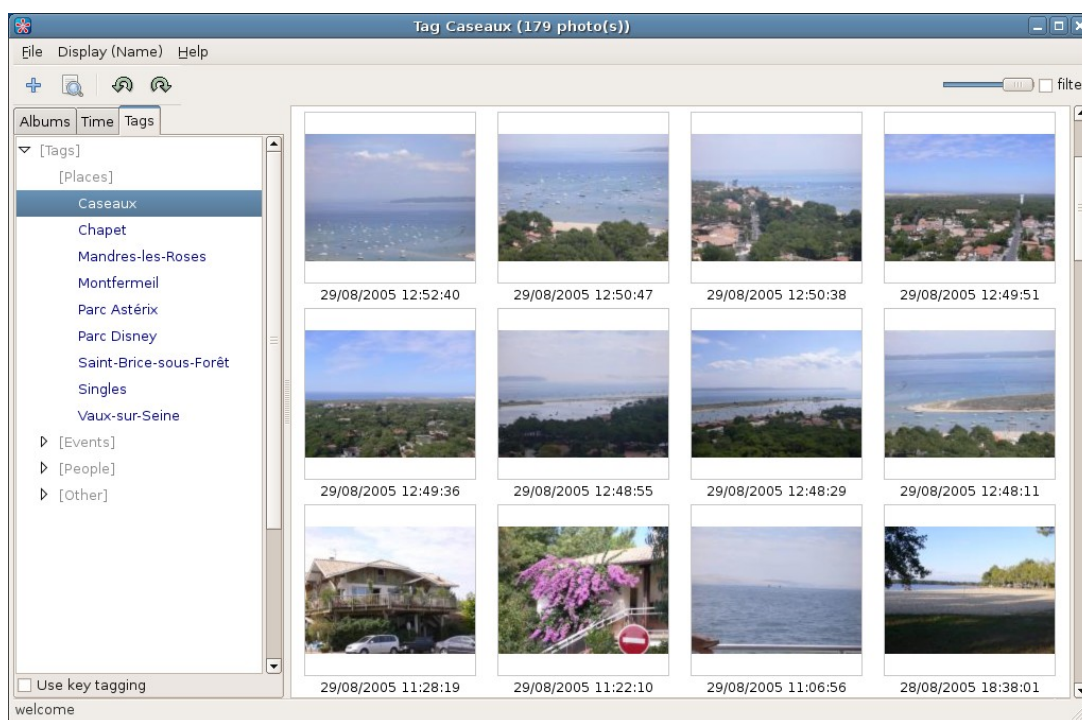 Tag Caseaux (179 photo(s))
File Display (Name) Help
filte
Albums Time Tags
[Tags]
[Places]
Caseaux
Chapet
Mandres-les-Roses
Montfermeil
Parc Astérix
Parc Disney
Saint-Brice-sous-Forêt
Singles
Vaux-sur-Seine
[Events]
[People]
[Other]
29/08/2005 12:52:40 29/08/2005 12:50:47 29/08/2005 12:50:38 29/08/2005 12:49:51
29/08/2005 12:49:36 29/08/2005 12:48:55 29/08/2005 12:48:29 29/08/2005 12:48:11
29/08/2005 11:28:19 29/08/2005 11:22:10 29/08/2005 11:06:56 28/08/2005 18:38:01
Use key tagging
welcome